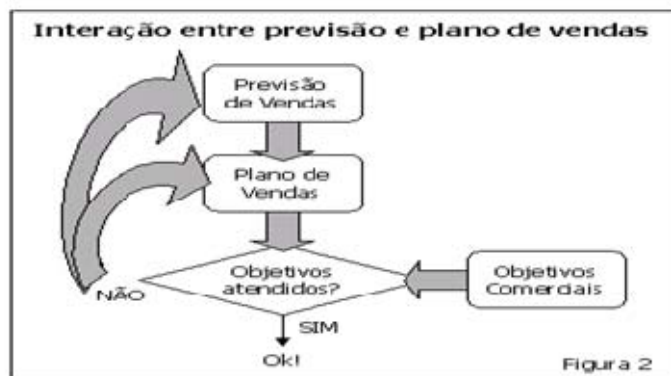 Interação entre previsão e plano de vendas
Previsão
de Vendas
Plano de
Vendas
Objetivos
atendidos?
Objetivos
Comerciais
NÃO
SIM
Ok!
Figura 2